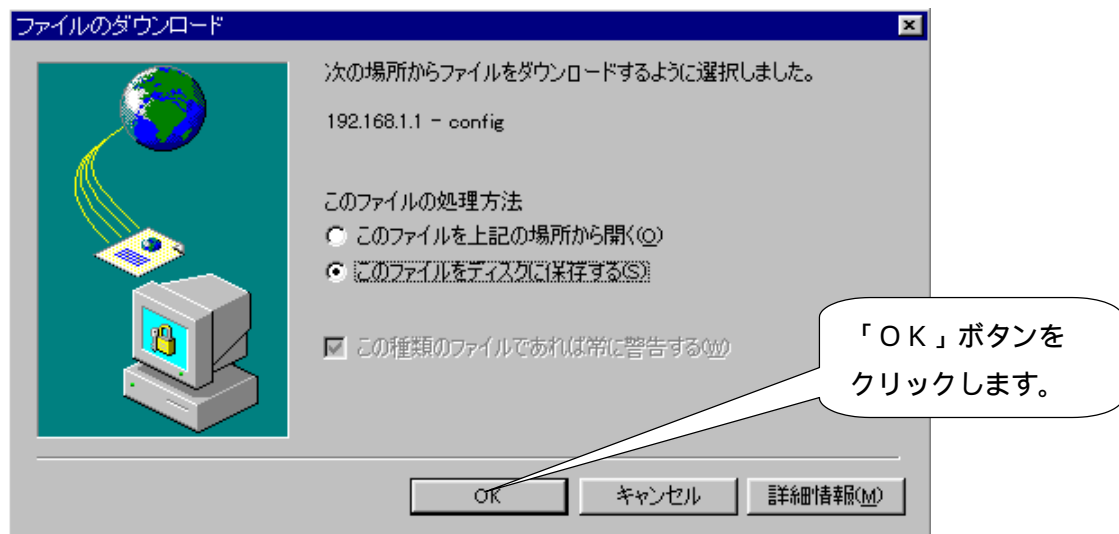 ファイルのダウンロード
次の場所からファイルをダウンロードするように選択しました。
192.168.1.1 - config
このファイルの処理方法
このファイルを上記の場所から開く(O)
このファイルをディスクに保存する(S)
この種類のファイルであれば常に警告する(W)
「ＯＫ」ボタンを
クリックします。
OK
キャンセル
詳細情報(M)